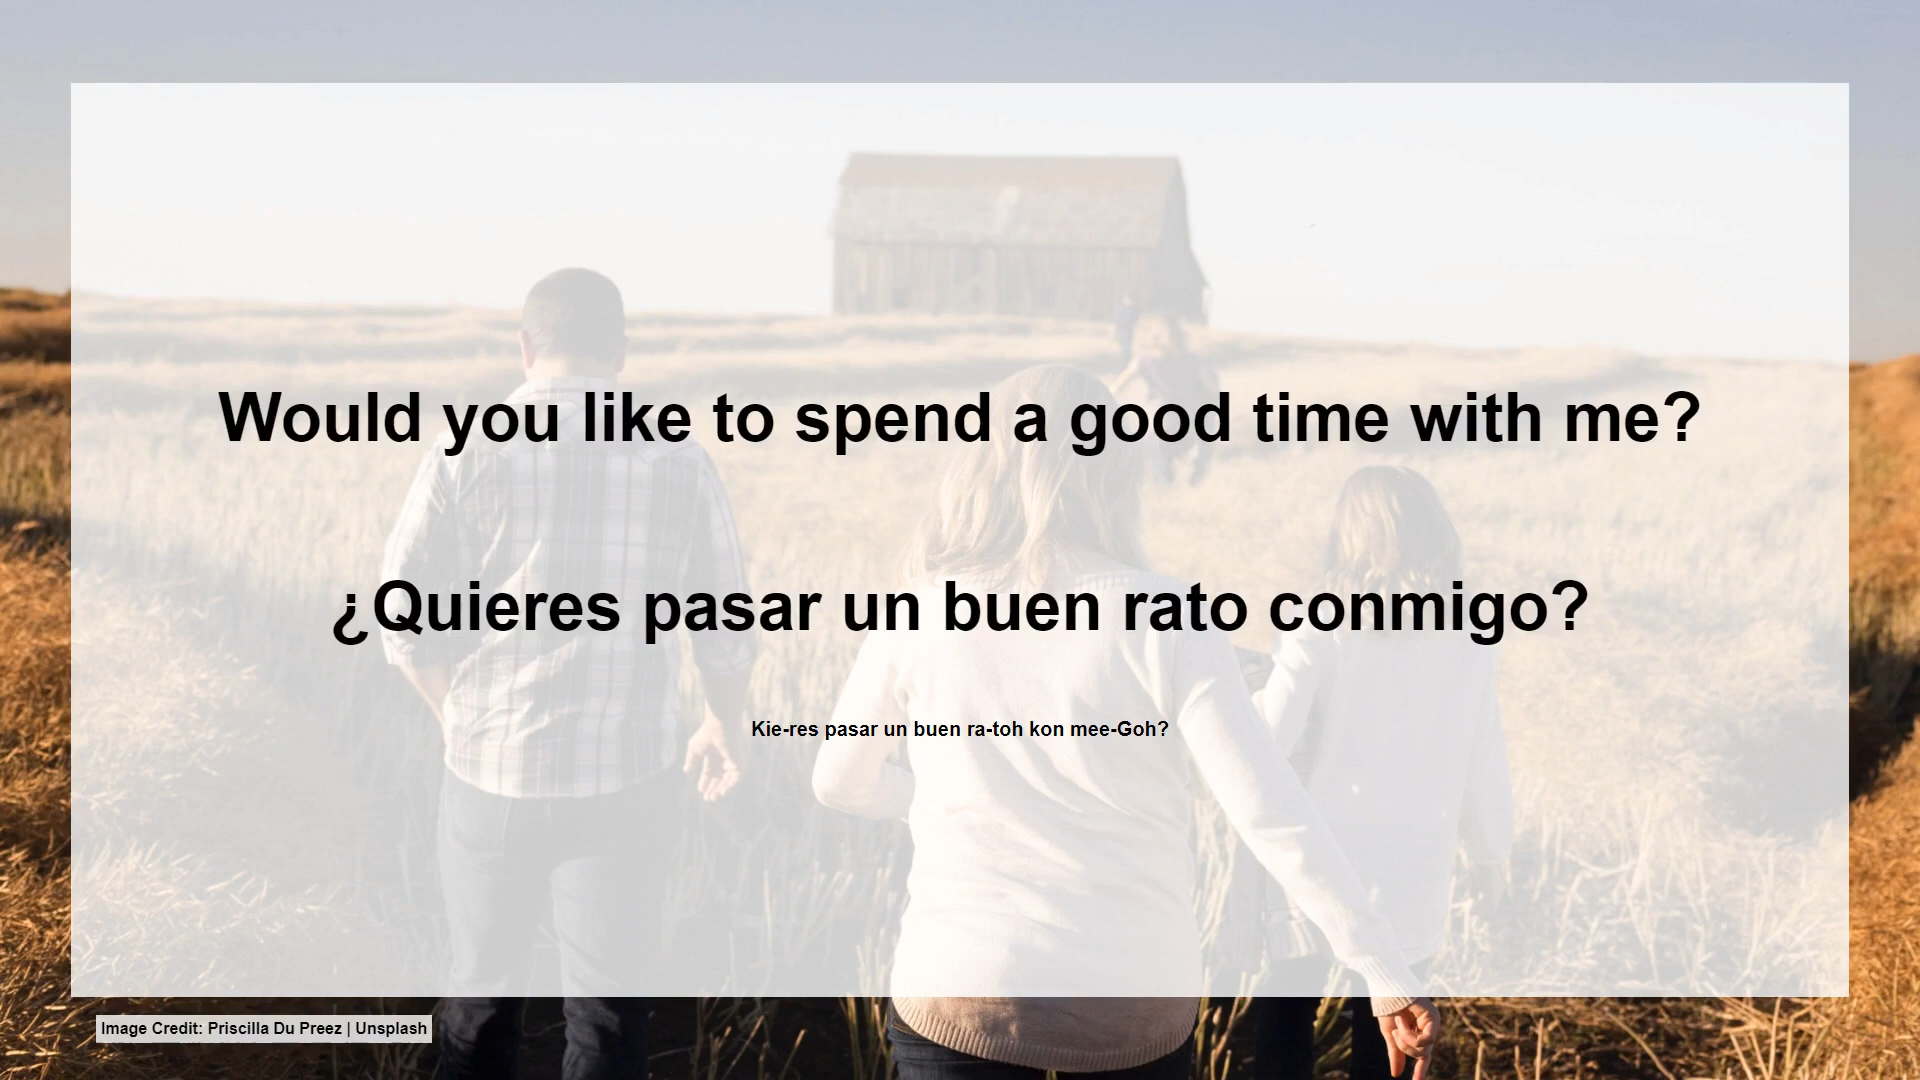 Would you like to spend a good time with me?
¿Quieres pasar un buen rato conmigo?
Kie-res pasar un buen ra-toh kon mee-Goh?
Image Credit: Priscilla Du Preez | Unsplash